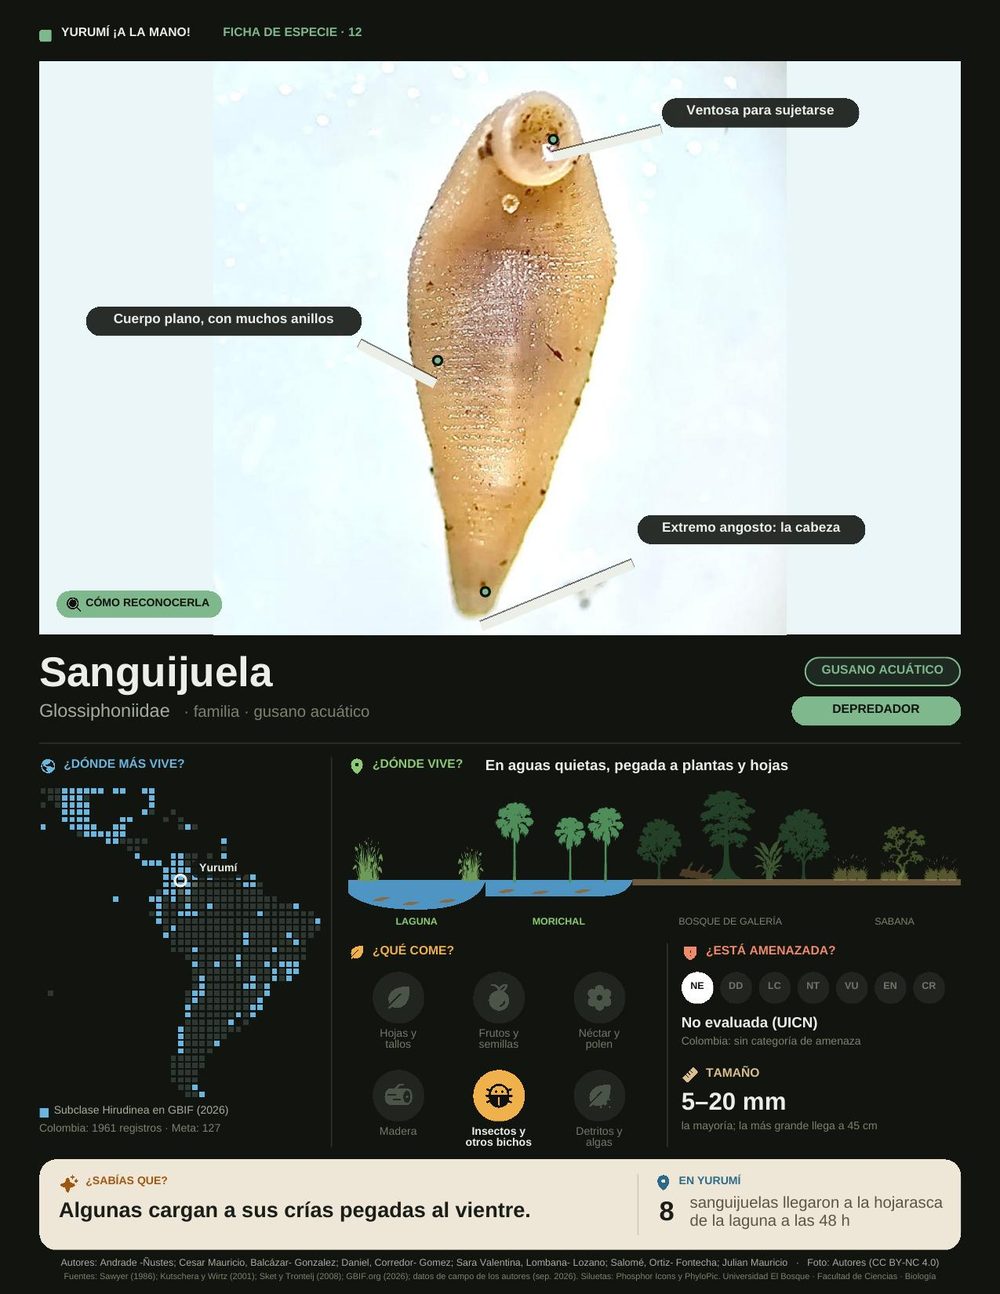 YURUMÍ ¡A LA MANO!
FICHA DE ESPECIE · 12
Ventosa para sujetarse
Cuerpo plano, con muchos anillos
Extremo angosto: la cabeza
CÓMO RECONOCERLA
Sanguijuela
Glossiphoniidae · familia · gusano acuático
GUSANO ACUÁTICO
DEPREDADOR
¿DÓNDE MÁS VIVE?
Yurumí
Subclase Hirudinea en GBIF (2026)
Colombia: 1961 registros · Meta: 127
¿DÓNDE VIVE? En aguas quietas, pegada a plantas y hojas
LAGUNA
MORICHAL
BOSQUE DE GALERÍA
SABANA
¿QUÉ COME?
Hojas y
tallos
Frutos y
semillas
Néctar y
polen
Madera
Insectos y
otros bichos
Detritos y
algas
¿ESTÁ AMENAZADA?
NE DD LC NT VU EN CR
No evaluada (UICN)
Colombia: sin categoría de amenaza
TAMAÑO
5–20 mm
la mayoría; la más grande llega a 45 cm
¿SABÍAS QUE?
Algunas cargan a sus crías pegadas al vientre.
EN YURUMÍ
8 sanguijuelas llegaron a la hojarasca
de la laguna a las 48 h
Autores: Andrade -Ñustes; Cesar Mauricio, Balcázar- Gonzalez; Daniel, Corredor- Gomez; Sara Valentina, Lombana- Lozano; Salomé, Ortiz- Fontecha; Julian Mauricio · Foto: Autores (CC BY-NC 4.0)
Fuentes: Sawyer (1986); Kutschera y Wirtz (2001); Sket y Trontelj (2008); GBIF.org (2026); datos de campo de los autores (sep. 2026). Siluetas: Phosphor Icons y PhyloPic. Universidad El Bosque · Facultad de Ciencias · Biología